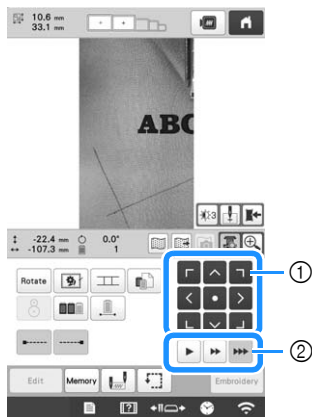 10.6 mm
33.1 mm
ABC
-22.4 mm 0.0°
-107.3 mm 1
①
Rotate
②
Edit Memory Embroidery